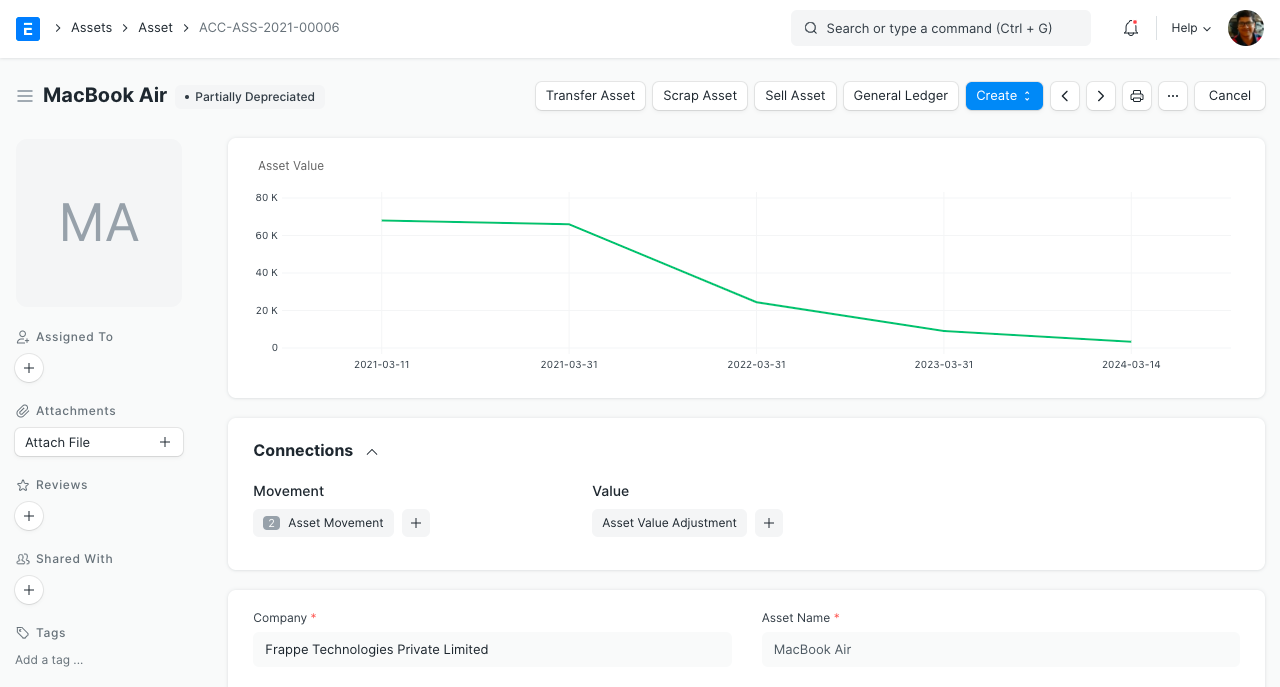 E Assets Asset ACC-ASS-2021-00006 Search or type a command (Ctrl + G) Help
MacBook Air • Partially Depreciated Transfer Asset Scrap Asset Sell Asset General Ledger Create ... Cancel
MA
Assigned To
Attachments
Attach File
Reviews
Shared With
Tags
Add a tag ...
Asset Value
80 K
60 K
40 K
20 K
0
2021-03-11 2021-03-31 2022-03-31 2023-03-31 2024-03-14
Connections
Movement Value
2 Asset Movement + Asset Value Adjustment +
Company * Asset Name *
Frappe Technologies Private Limited MacBook Air